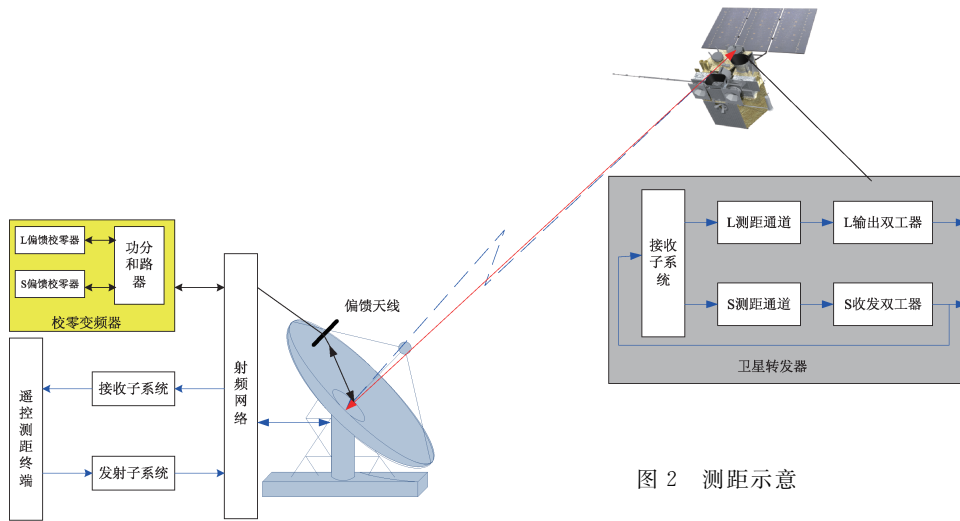 L偏馈校零器
S偏馈校零器
功分和路器
校零变频器
遥控测距终端
接收子系统
发射子系统
射频网络
偏馈天线
接收子系统
L测距通道
L输出双工器
S测距通道
S收发双工器
卫星转发器
图 2 测距示意